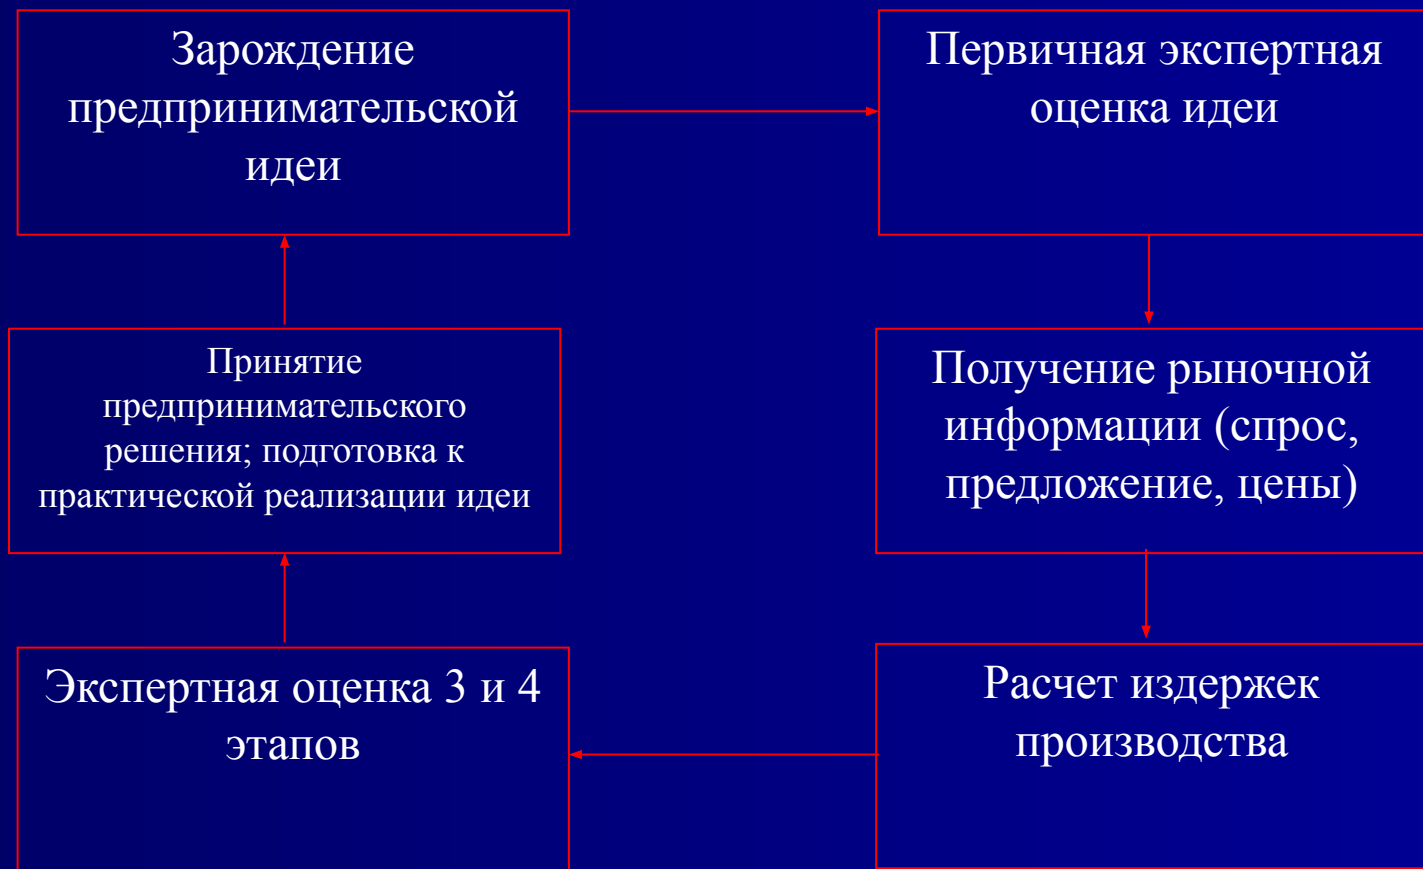 Зарождение
предпринимательской
идеи
Первичная экспертная
оценка идеи
Принятие
предпринимательского
решения; подготовка к
практической реализации идеи
Получение рыночной
информации (спрос,
предложение, цены)
Экспертная оценка 3 и 4
этапов
Расчет издержек
производства